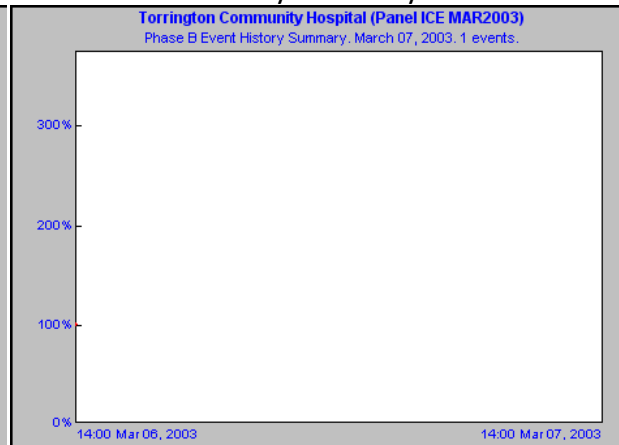 Torrington Community Hospital (Panel ICE MAR2003)
Phase B Event History Summary. March 07, 2003. 1 events.
300%
200%
100%
0%
14:00 Mar 06, 2003 14:00 Mar 07, 2003